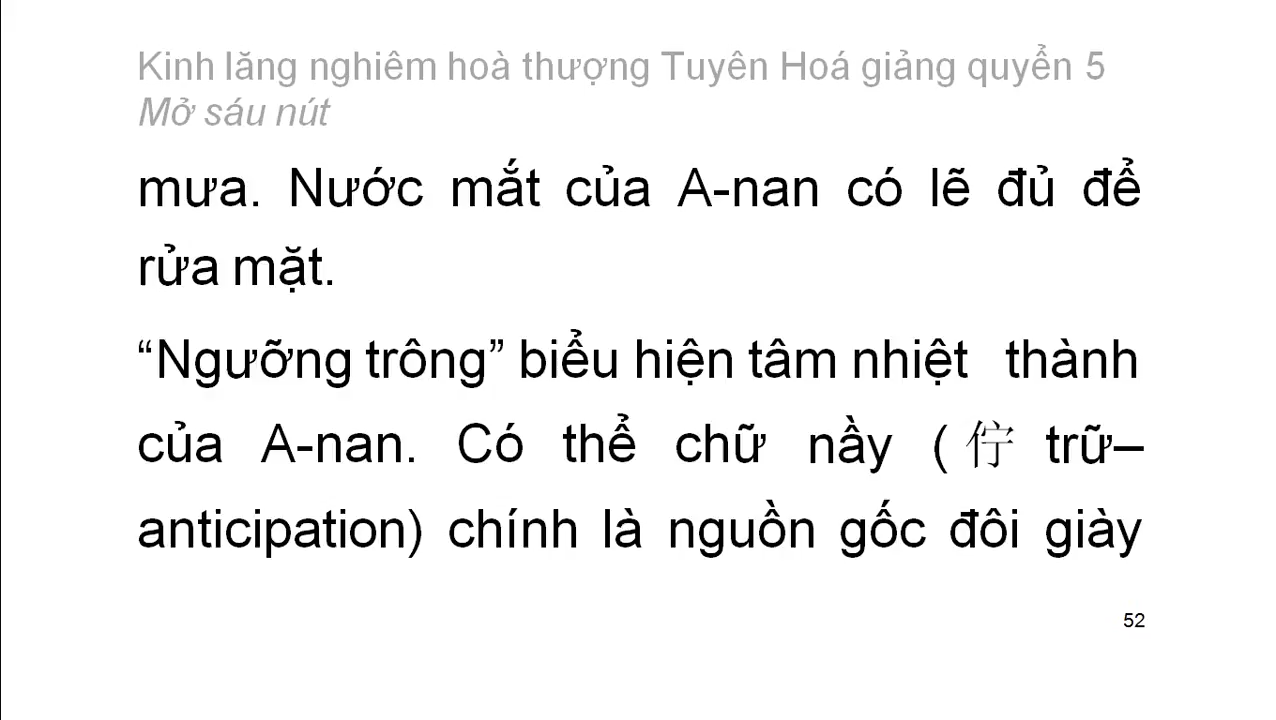 Kinh lăng nghiêm hoà thượng Tuyên Hoá giảng quyển 5
Mở sáu nút
mưa. Nước mắt của A-nan có lẽ đủ để
rửa mặt.
“Ngưỡng trông” biểu hiện tâm nhiệt thành
của A-nan. Có thể chữ nầy (佇 trữ–
anticipation) chính là nguồn gốc đôi giày
52